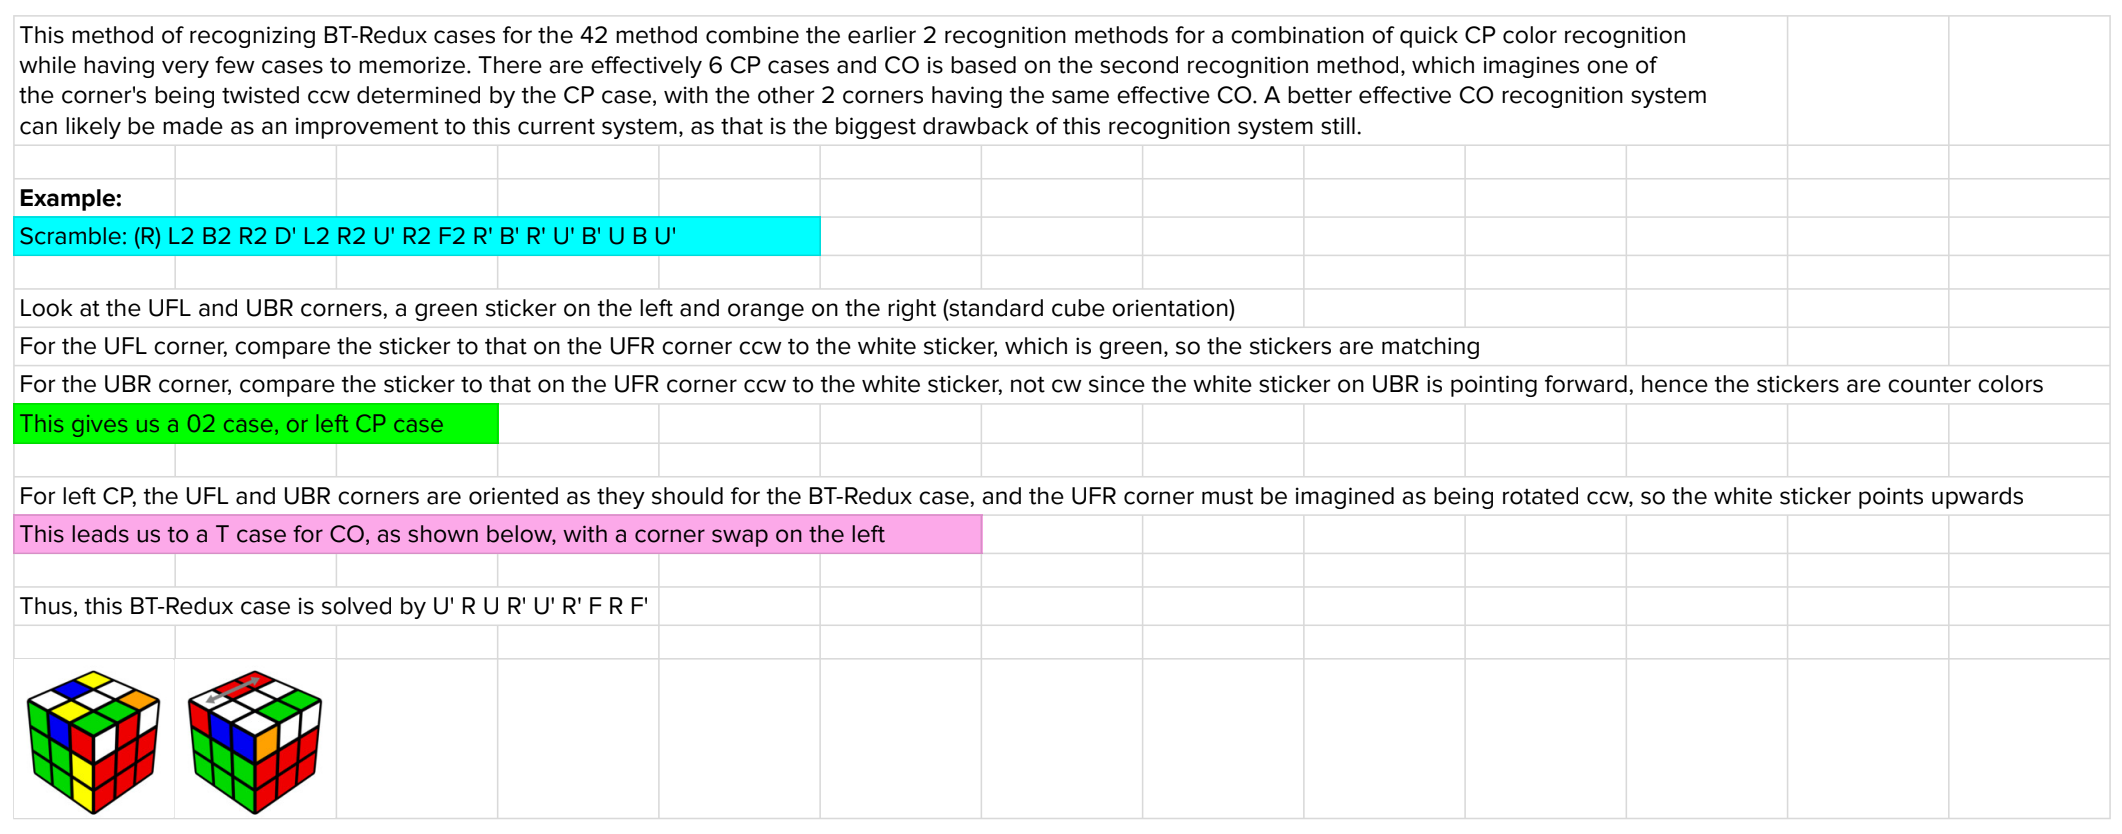 This method of recognizing BT-Redux cases for the 42 method combine the earlier 2 recognition methods for a combination of quick CP color recognition
while having very few cases to memorize. There are effectively 6 CP cases and CO is based on the second recognition method, which imagines one of
the corner's being twisted ccw determined by the CP case, with the other 2 corners having the same effective CO. A better effective CO recognition system
can likely be made as an improvement to this current system, as that is the biggest drawback of this recognition system still.
Example:
Scramble: (R) L2 B2 R2 D' L2 R2 U' R2 F2 R' B' R' U' B' U B U'
Look at the UFL and UBR corners, a green sticker on the left and orange on the right (standard cube orientation)
For the UFL corner, compare the sticker to that on the UFR corner ccw to the white sticker, which is green, so the stickers are matching
For the UBR corner, compare the sticker to that on the UFR corner ccw to the white sticker, not cw since the white sticker on UBR is pointing forward, hence the stickers are counter colors
This gives us a 02 case, or left CP case
For left CP, the UFL and UBR corners are oriented as they should for the BT-Redux case, and the UFR corner must be imagined as being rotated ccw, so the white sticker points upwards
This leads us to a T case for CO, as shown below, with a corner swap on the left
Thus, this BT-Redux case is solved by U' R U R' U' R' F R F'